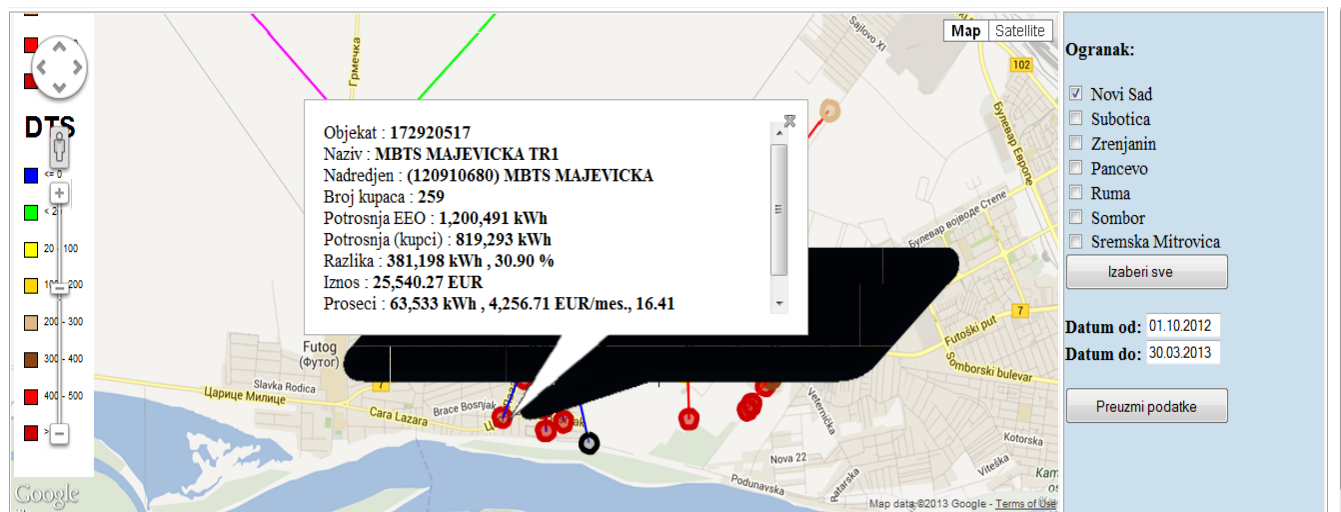 DTS
<= 0
< 20
20 - 100
200 - 300
300 - 400
400 - 500
>
Google
Грмечка
Sajlovo XI
Map
Satellite
102
Булевар Европе
Булевар војводе Степе
7
Futoški put
Somborski bulevar
Objekat : 172920517
Naziv : MBTS MAJEVICKA TR1
Nadredjen : (120910680) MBTS MAJEVICKA
Broj kupaca : 259
Potrosnja EEO : 1,200,491 kWh
Potrosnja (kupci) : 819,293 kWh
Razlika : 381,198 kWh , 30.90 %
Iznos : 25,540.27 EUR
Proseci : 63,533 kWh , 4,256.71 EUR/mes., 16.41
Futog
(Футог)
7
Slavka Rodica
Царице Милице
Cara Lazara
Brace Bosnjak
Veternička
Nova 22
Podunavska
Patarska
Kotorska
Viteška
Kam
Map data ©2013 Google - Terms of Use
Ogranak:
Novi Sad
Subotica
Zrenjanin
Pancevo
Ruma
Sombor
Sremska Mitrovica
Izaberi sve
Datum od: 01.10.2012
Datum do: 30.03.2013
Preuzmi podatke